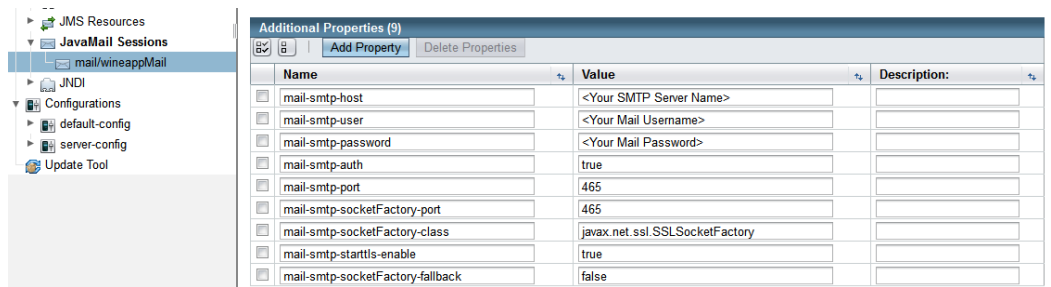 JMS Resources
JavaMail Sessions
mail/wineappMail
JNDI
Configurations
default-config
server-config
Update Tool
Additional Properties (9)
Add Property Delete Properties
Name Value Description:
mail-smtp-host <Your SMTP Server Name>
mail-smtp-user <Your Mail Username>
mail-smtp-password <Your Mail Password>
mail-smtp-auth true
mail-smtp-port 465
mail-smtp-socketFactory-port 465
mail-smtp-socketFactory-class javax.net.ssl.SSLSocketFactory
mail-smtp-starttls-enable true
mail-smtp-socketFactory-fallback false